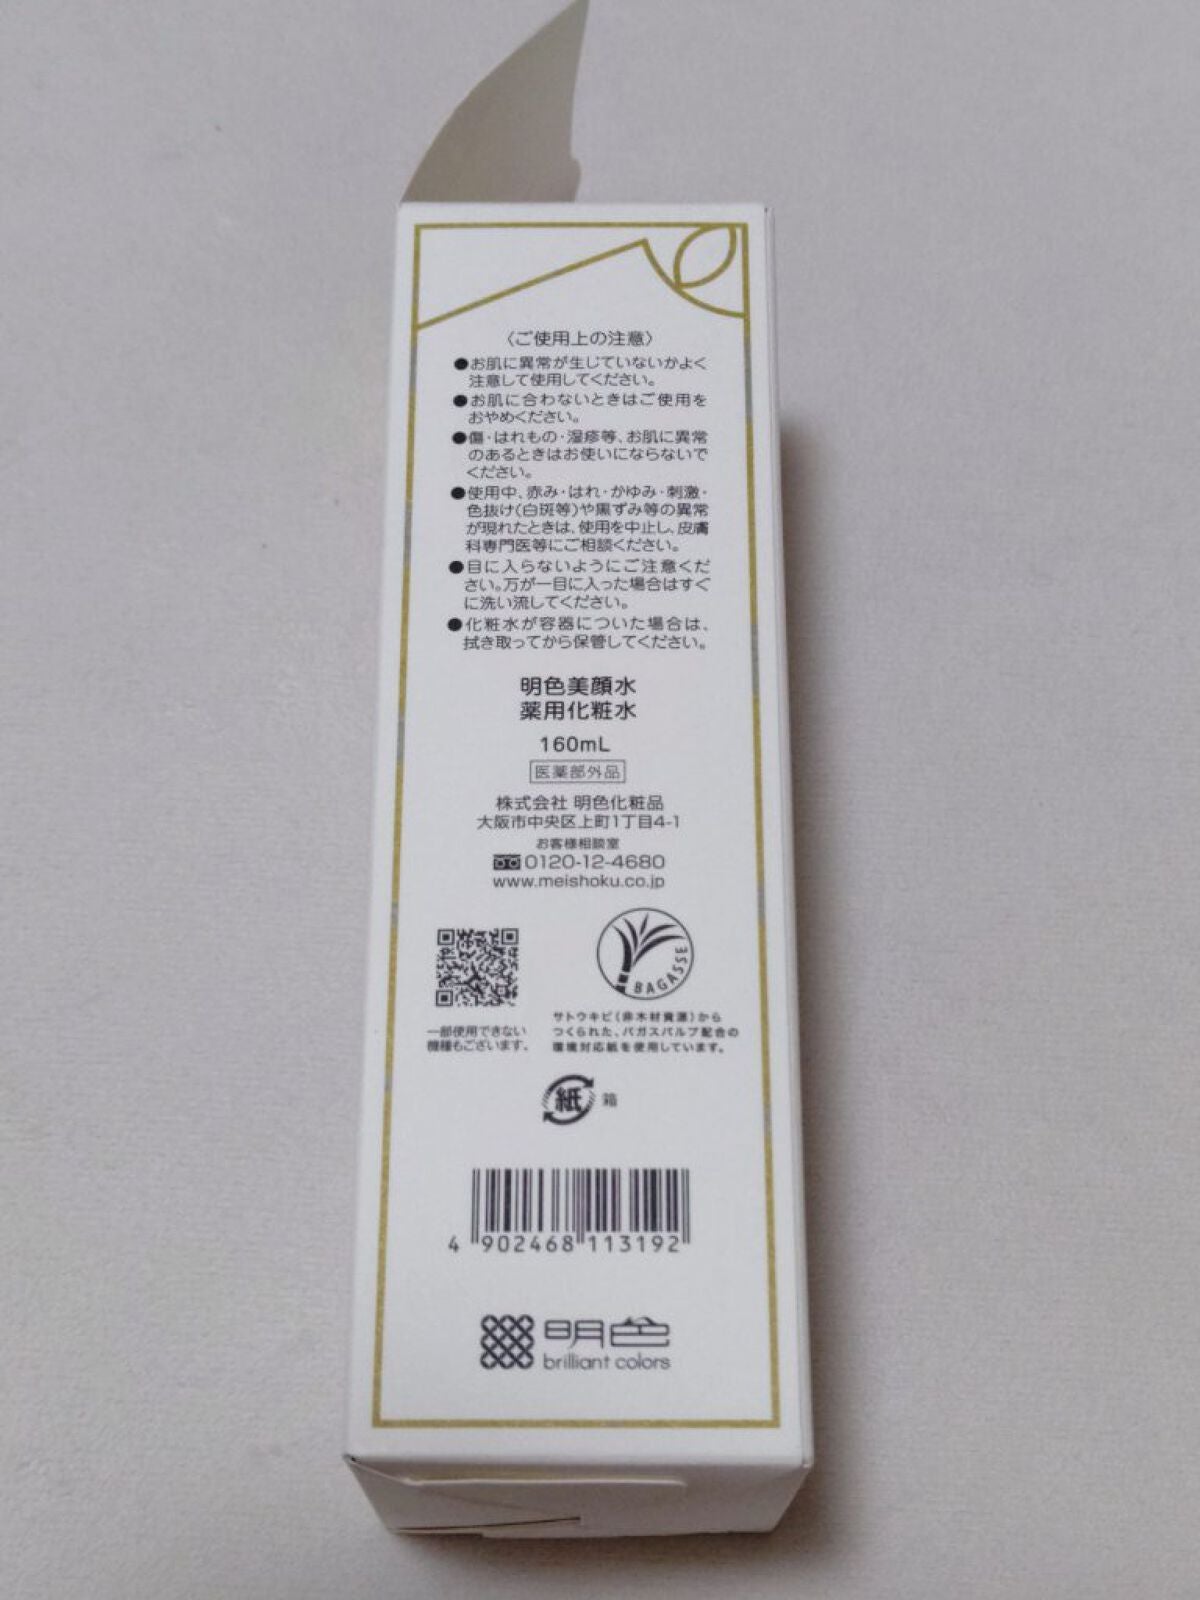 〈ご使用上の注意〉
●お肌に異常が生じていないかよく
注意して使用してください。
●お肌に合わないときはご使用を
おやめください。
●傷・はれもの・湿疹等、お肌に異常
のあるときはお使いにならないで
ください。
●使用中、赤み・はれ・かゆみ・刺激・
色抜け(白斑等)や黒ずみ等の異常
が現れたときは、使用を中止し、皮膚
科専門医等にご相談ください。
●目に入らないようにご注意くだ
さい。万が一目に入った場合はすぐ
に洗い流してください。
●化粧水が容器についた場合は、
拭き取ってから保管してください。
明色美顔水
薬用化粧水
160mL
医薬部外品
株式会社 明色化粧品
大阪市中央区上町1丁目4-1
お客様相談室
0120-12-4680
www.meishoku.co.jp
BAGASSE
一部使用できない
機種もございます。
サトウキビ(非木材資源)から
つくられた、バガスパルプ配合の
環境対応紙を使用しています。
紙 箱
4 902468 113192
明色
brilliant colors